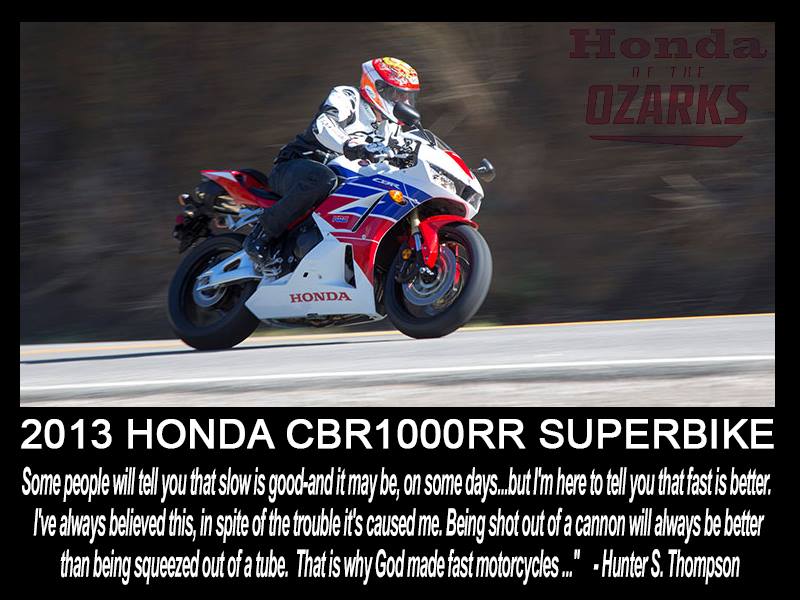 Honda
OF THE
OZARKS
CBR
HONDA
2013 HONDA CBR1000RR SUPERBIKE
Some people will tell you that slow is good-and it may be, on some days...but I'm here to tell you that fast is better.
I've always believed this, in spite of the trouble it's caused me. Being shot out of a cannon will always be better
than being squeezed out of a tube.  That is why God made fast motorcycles ..."    - Hunter S. Thompson